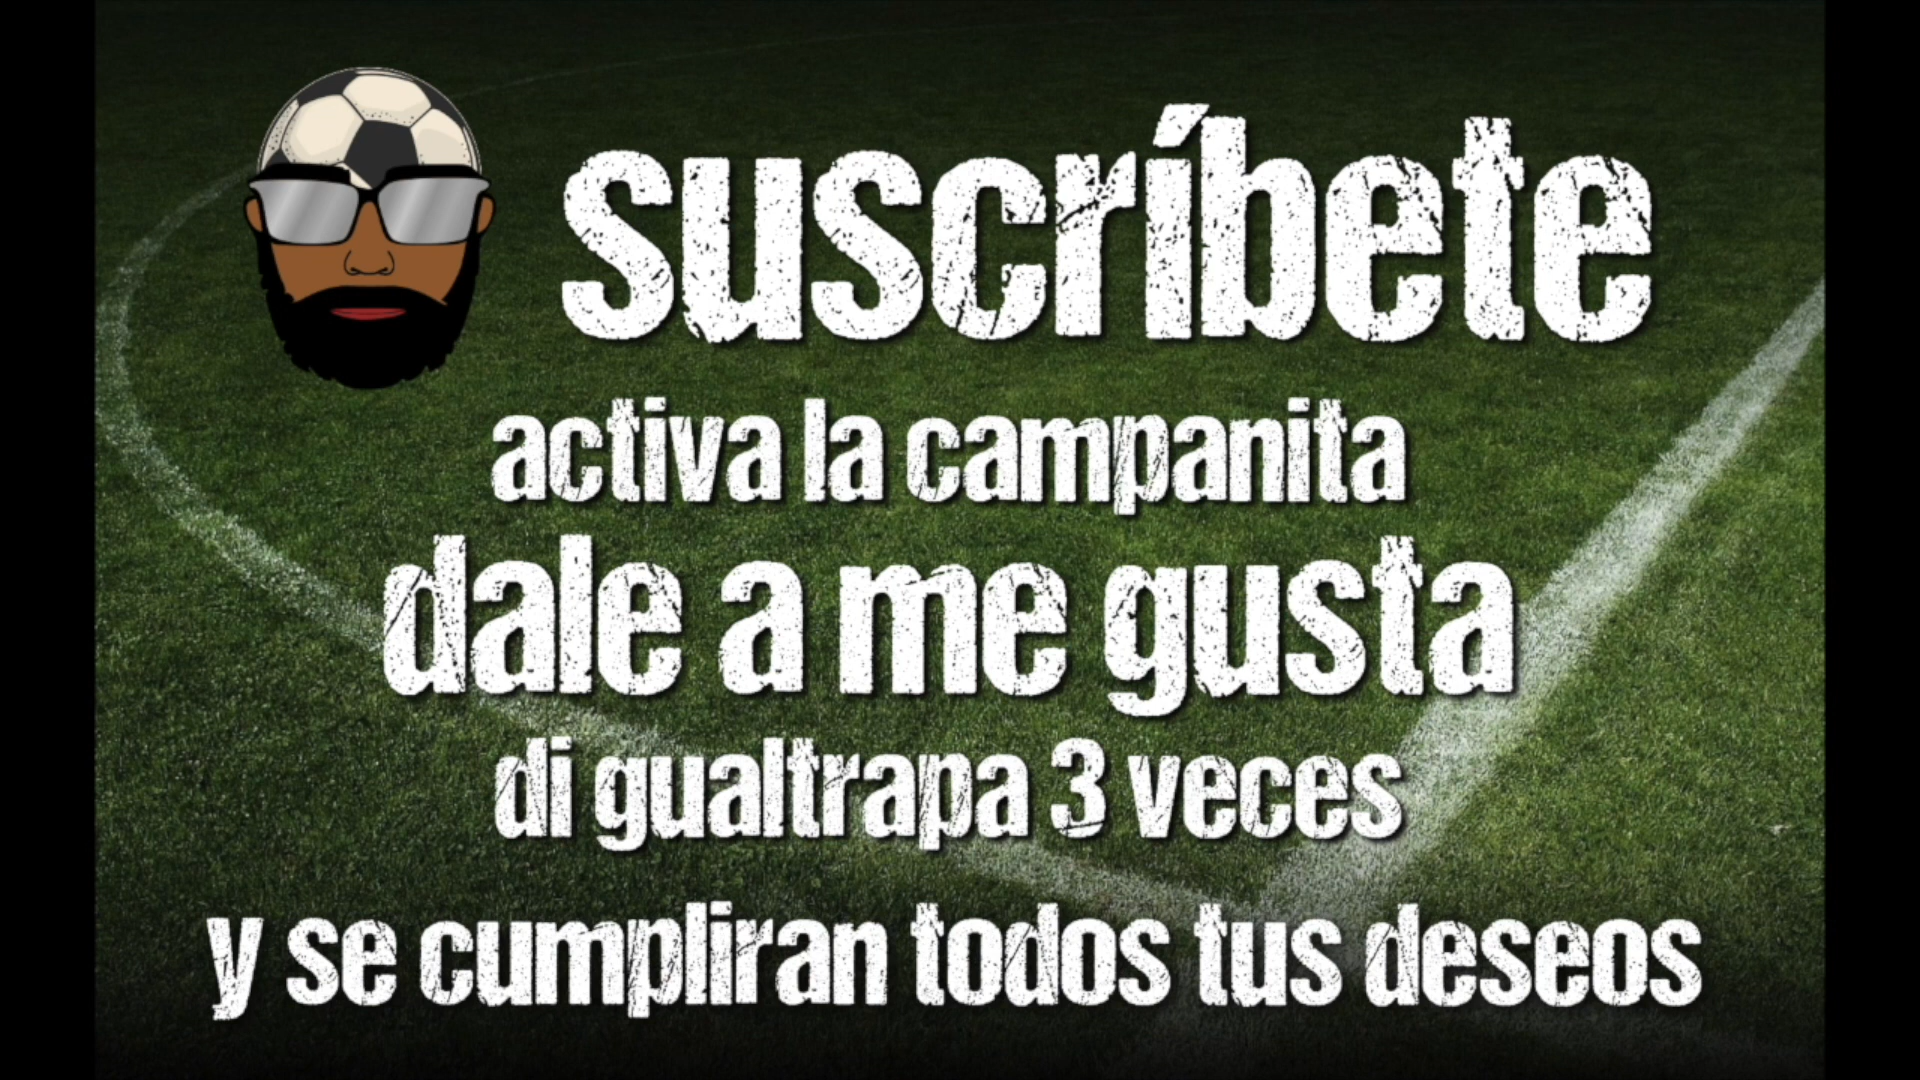 suscríbete
activa la campanita
dale a me gusta
di gualtrapa 3 veces
y se cumpliran todos tus deseos